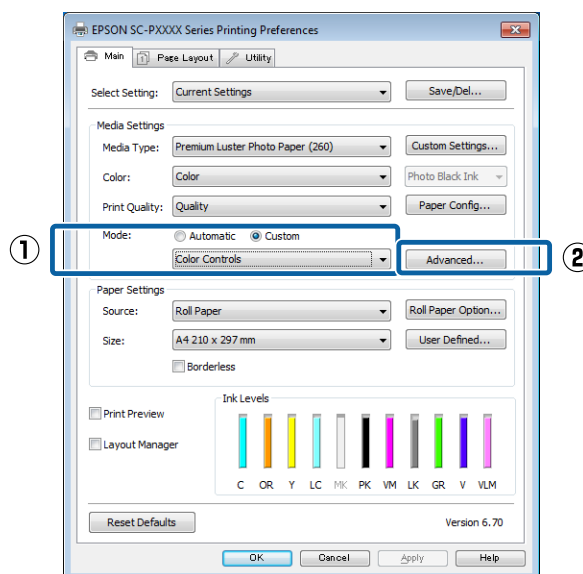 EPSON SC-PXXXX Series Printing Preferences
Main Page Layout Utility
Select Setting: Current Settings Save/Del...
Media Settings
Media Type: Premium Luster Photo Paper (260) Custom Settings...
Color: Color Photo Black Ink
Print Quality: Quality Paper Config...
Mode: Automatic Custom
① Color Controls Advanced... ②
Paper Settings
Source: Roll Paper Roll Paper Option...
Size: A4 210 x 297 mm User Defined...
Borderless
Ink Levels
Print Preview
Layout Manager
C OR Y LC MK PK VM LK GR V VLM
Reset Defaults Version 6.70
OK Cancel Apply Help